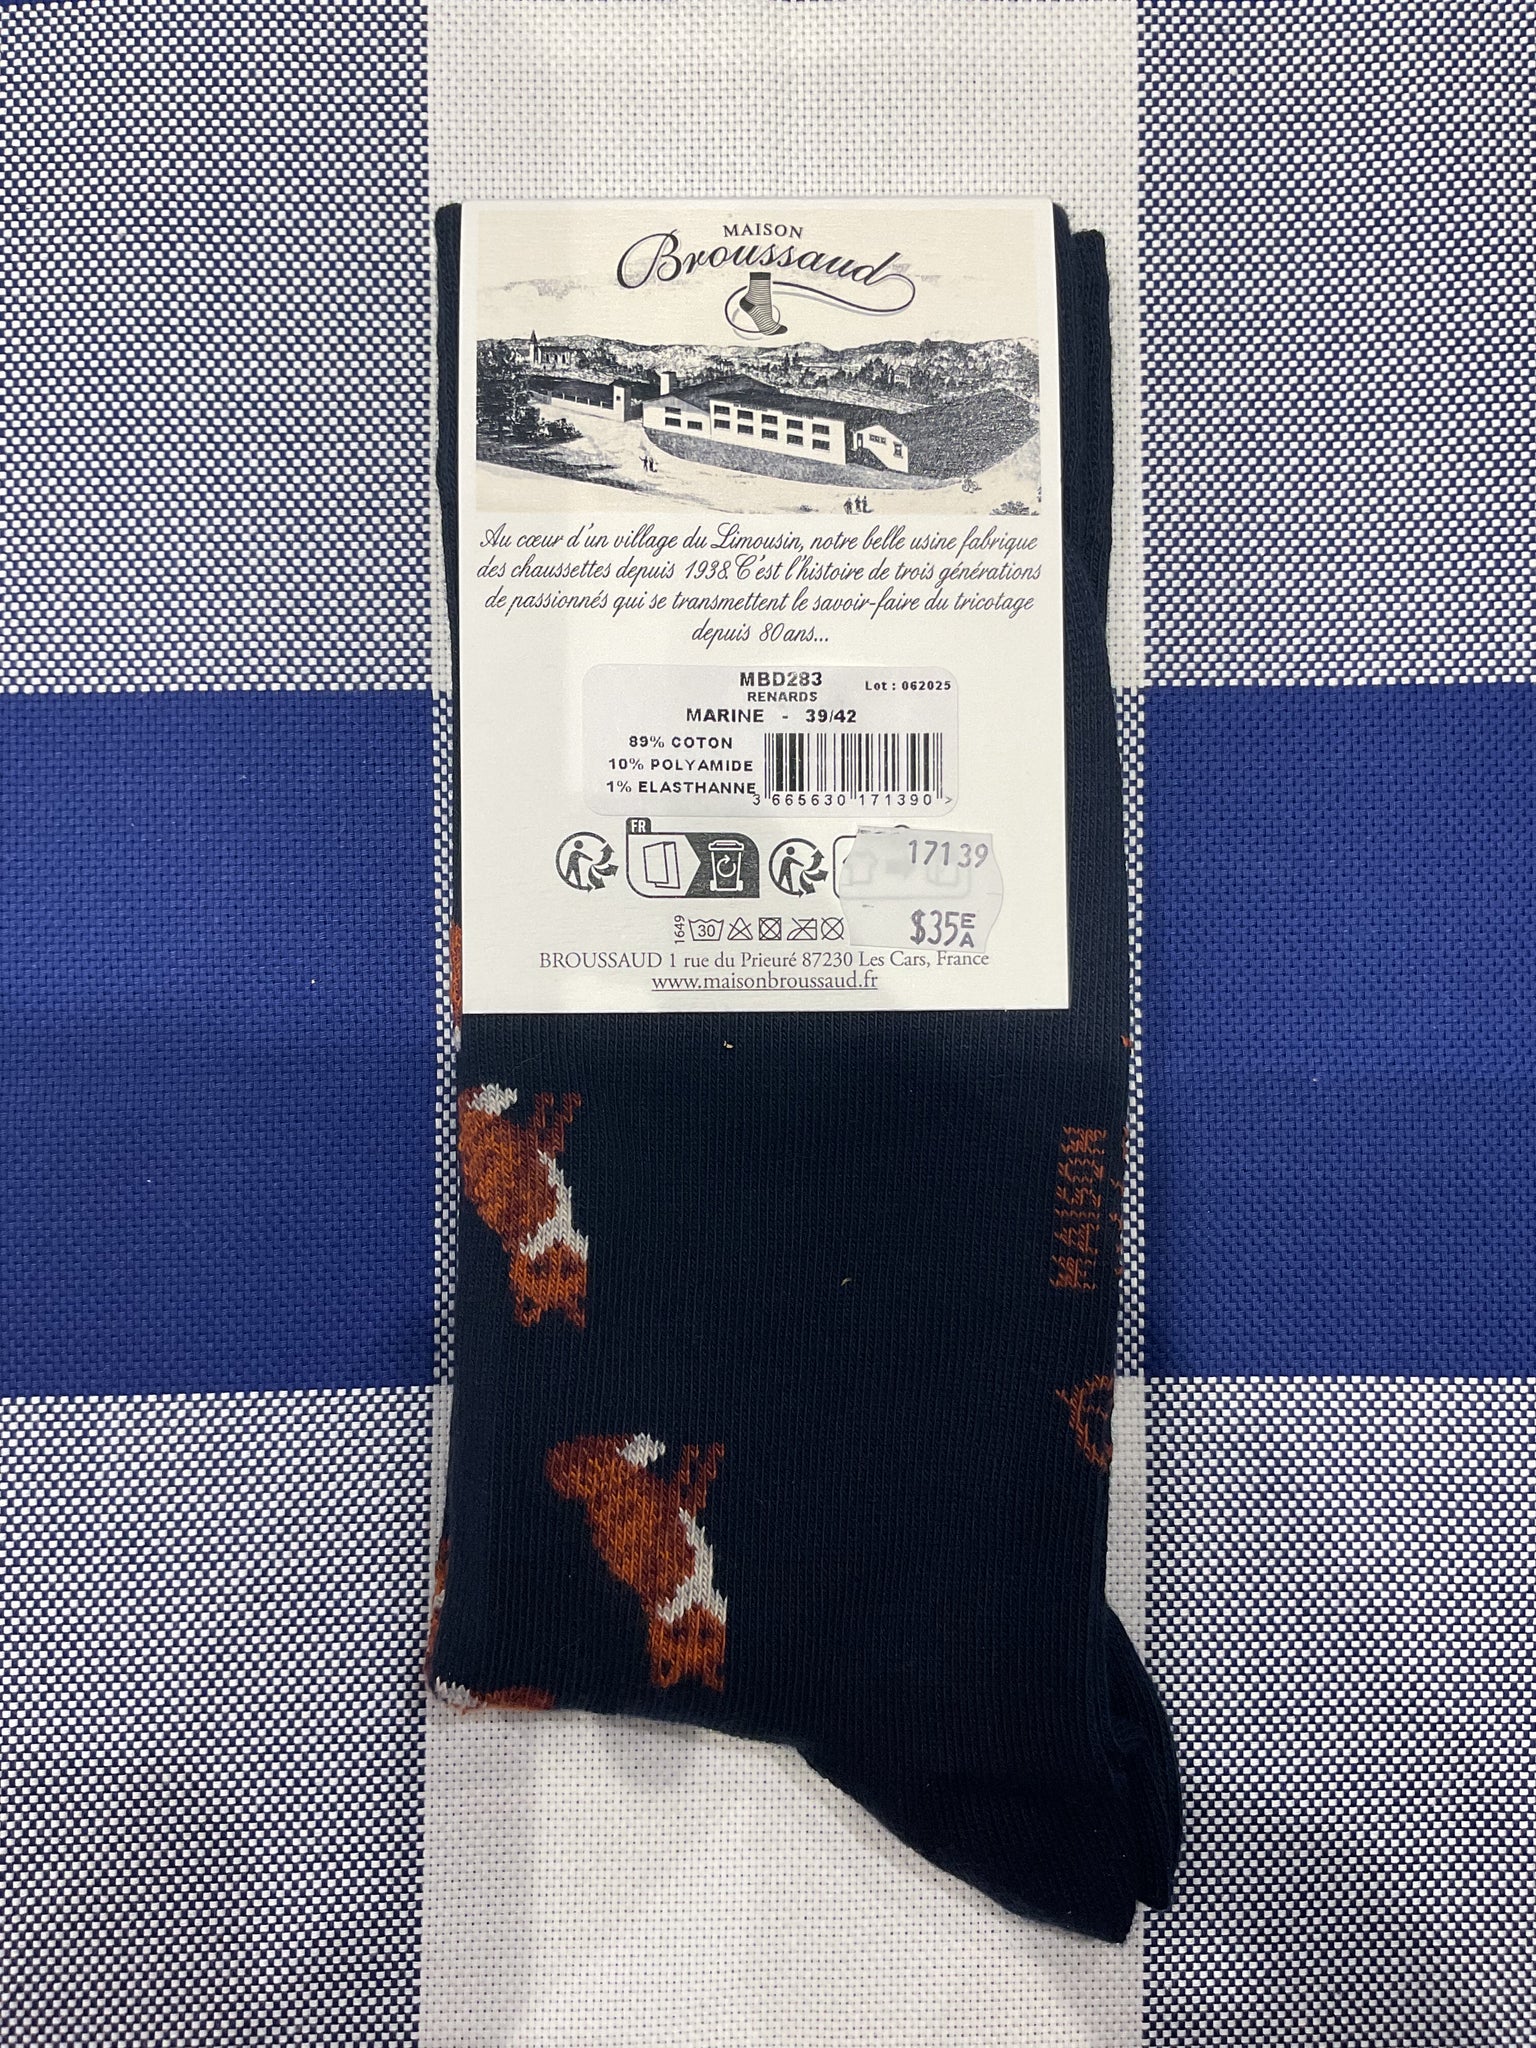 MAISON
Broussaud
Au cœur d'un village du Limousin, notre belle usine fabrique
des chaussettes depuis 1938. C'est l'histoire de trois générations
de passionnés qui se transmettent le savoir-faire du tricotage
depuis 80 ans...
MBD283
Lot : 062025
RENARDS
MARINE - 39/42
89% COTON
10% POLYAMIDE
1% ELASTHANNE
3 665630 171390 >
FR
17139
$35 EA
1649
30
BROUSSAUD 1 rue du Prieuré 87230 Les Cars, France
www.maisonbroussaud.fr
MAISON